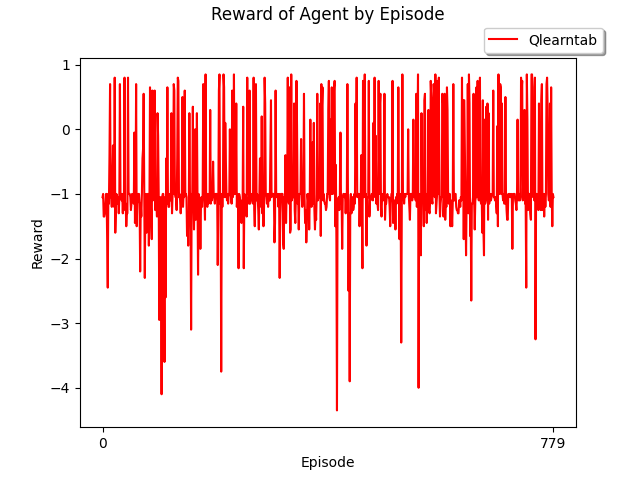 Reward of Agent by Episode
Qlearntab
1
0
−1
−2
−3
−4
Reward
0
779
Episode